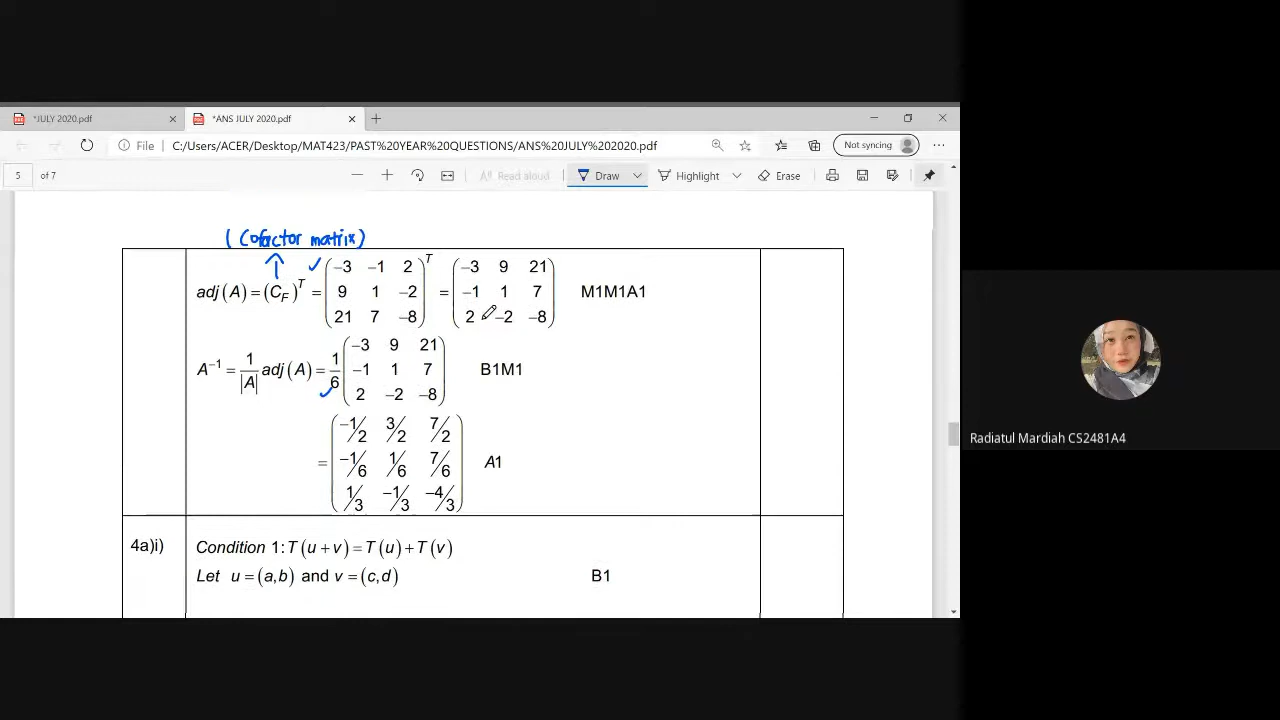 *JULY 2020.pdf
*ANS JULY 2020.pdf
File
C:/Users/ACER/Desktop/MAT423/PAST%20YEAR%20QUESTIONS/ANS%20JULY%202020.pdf
Not syncing
5 of 7
Read aloud
Draw
Highlight
Erase
(Cofactor matrix)
adj(A) = (C_F)^T = (−3 −1 2; 9 1 −2; 21 7 −8)^T = (−3 9 21; −1 1 7; 2 −2 −8) M1M1A1
A^−1 = 1/|A| adj(A) = 1/6 (−3 9 21; −1 1 7; 2 −2 −8) B1M1
= (−1/2 3/2 7/2; −1/6 1/6 7/6; 1/3 −1/3 −4/3) A1
4a)i) Condition 1: T(u+v) = T(u) + T(v)
Let u = (a,b) and v = (c,d) B1
Radiatul Mardiah CS2481A4